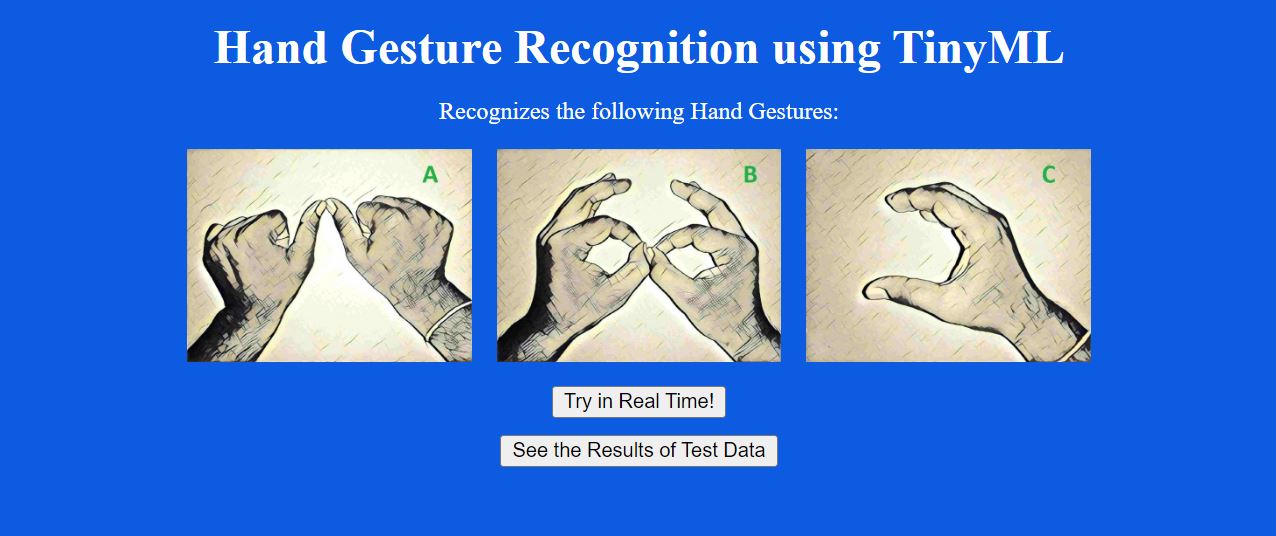 Hand Gesture Recognition using TinyML
Recognizes the following Hand Gestures:
A
B
C
Try in Real Time!
See the Results of Test Data